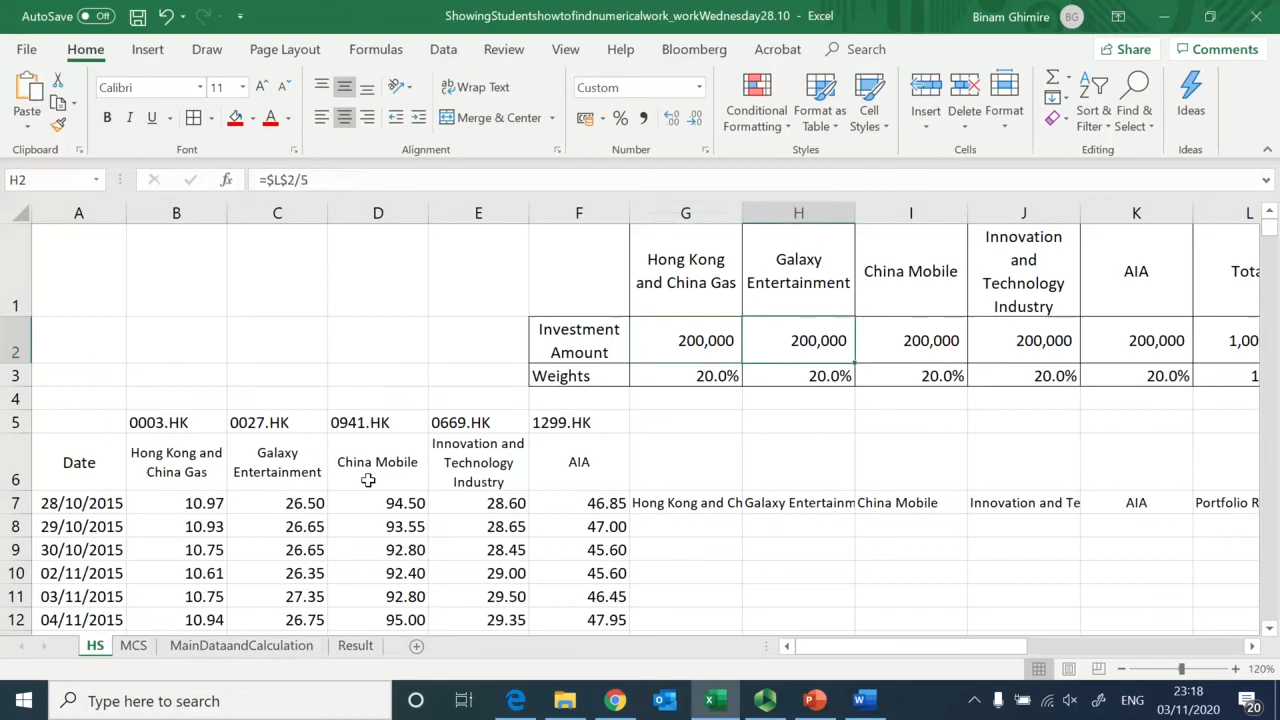 AutoSave Off ShowingStudentshowtofindnumericalwork_workWednesday28.10 - Excel Binam Ghimire BG
File Home Insert Draw Page Layout Formulas Data Review View Help Bloomberg Acrobat Search Share Comments
Paste
Calibri 11
B I U
Wrap Text
Merge & Center
Custom
Conditional Formatting
Format as Table
Cell Styles
Insert Delete Format
Sort & Filter
Find & Select
Ideas
Clipboard Font Alignment Number Styles Cells Editing Ideas
H2 fx =$L$2/5
A B C D E F G H I J K L
1 Hong Kong and China Gas Galaxy Entertainment China Mobile Innovation and Technology Industry AIA Tota
2 Investment Amount 200,000 200,000 200,000 200,000 200,000 1,00
3 Weights 20.0% 20.0% 20.0% 20.0% 20.0% 1
4
5 0003.HK 0027.HK 0941.HK 0669.HK 1299.HK
6 Date Hong Kong and China Gas Galaxy Entertainment China Mobile Innovation and Technology Industry AIA
7 28/10/2015 10.97 26.50 94.50 28.60 46.85 Hong Kong and Ch Galaxy Entertainm China Mobile Innovation and Te AIA Portfolio R
8 29/10/2015 10.93 26.65 93.55 28.65 47.00
9 30/10/2015 10.75 26.65 92.80 28.45 45.60
10 02/11/2015 10.61 26.35 92.40 29.00 45.60
11 03/11/2015 10.75 27.35 92.80 29.50 46.45
12 04/11/2015 10.94 26.75 95.00 29.35 47.95
HS MCS MainDataandCalculation Result
120%
Type here to search
ENG
23:18
03/11/2020
20